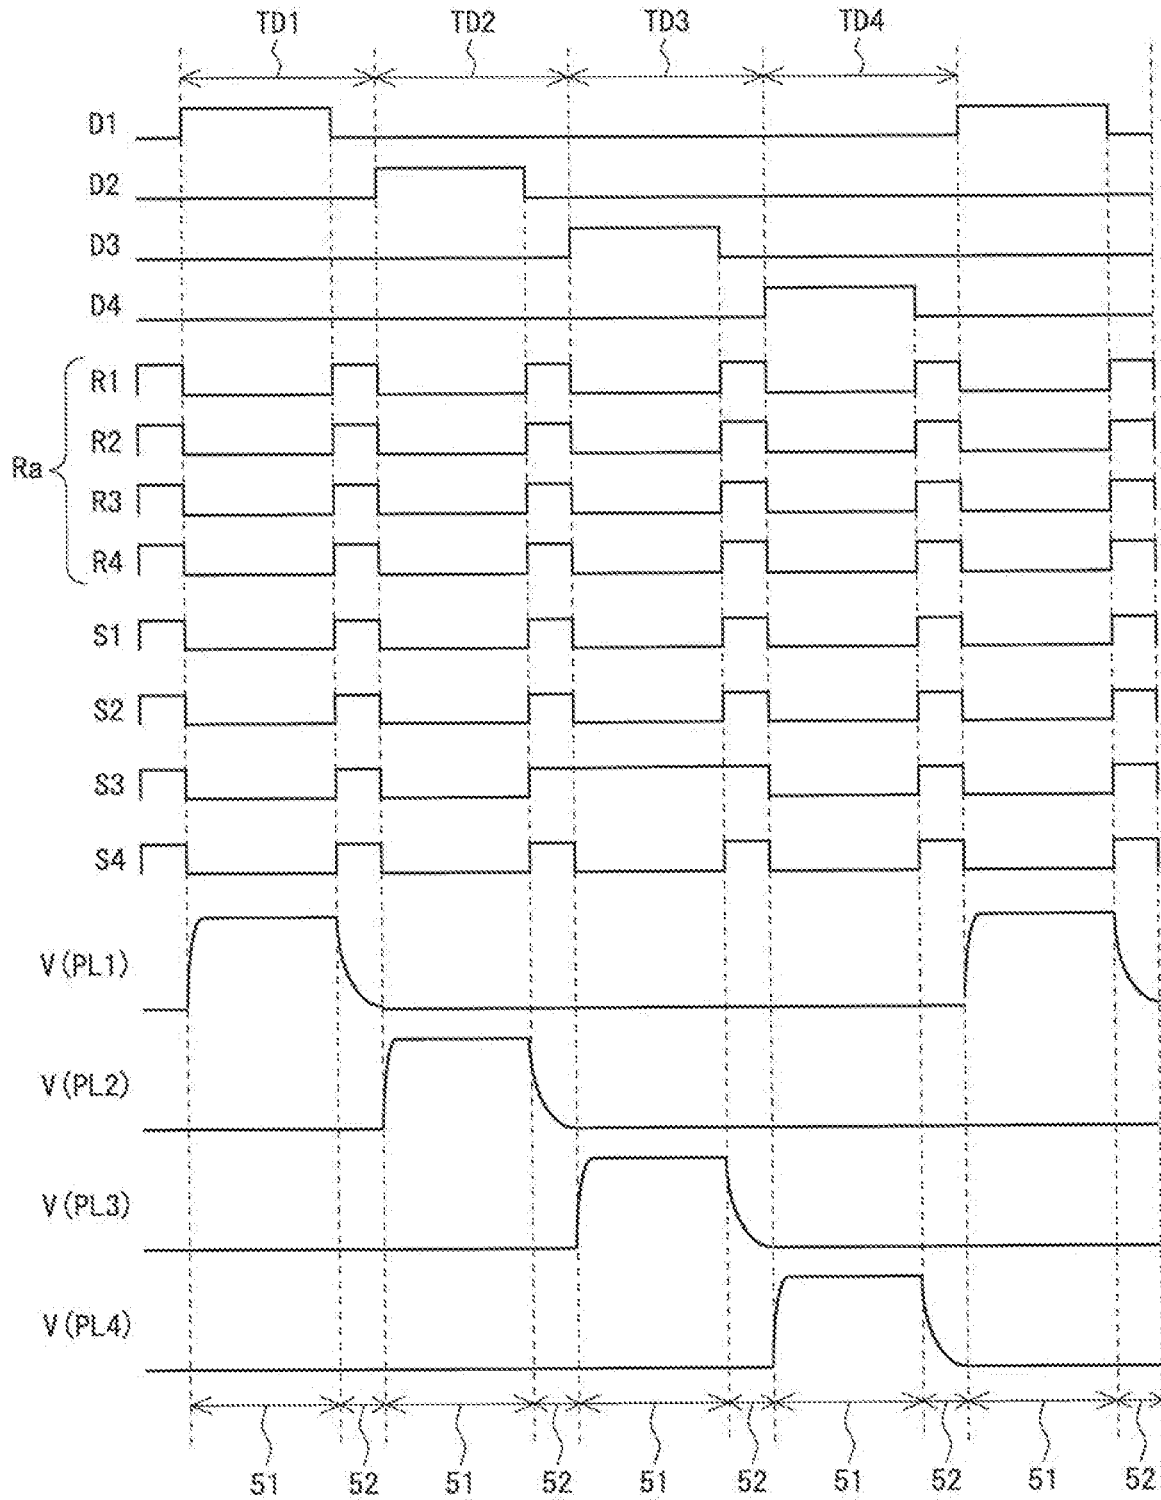 TD1 TD2 TD3 TD4
D1
D2
D3
D4
R1
R2
Ra
R3
R4
S1
S2
S3
S4
V(PL1)
V(PL2)
V(PL3)
V(PL4)
51 52 51 52 51 52 51 52 51 52